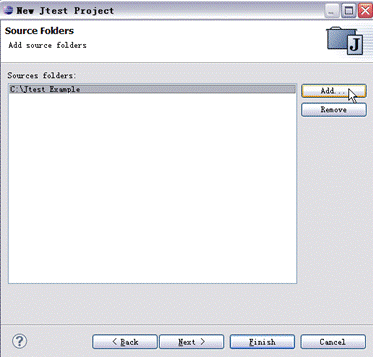 New Jtest Project
Source Folders
Add source folders
J
Sources folders:
C:\Jtest Example
Add...
Remove
?
< Back
Next >
Finish
Cancel